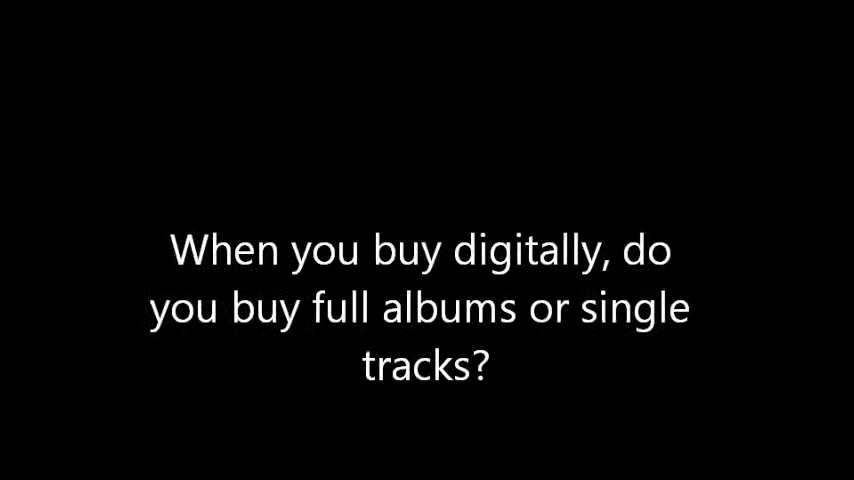 When you buy digitally, do
you buy full albums or single
tracks?